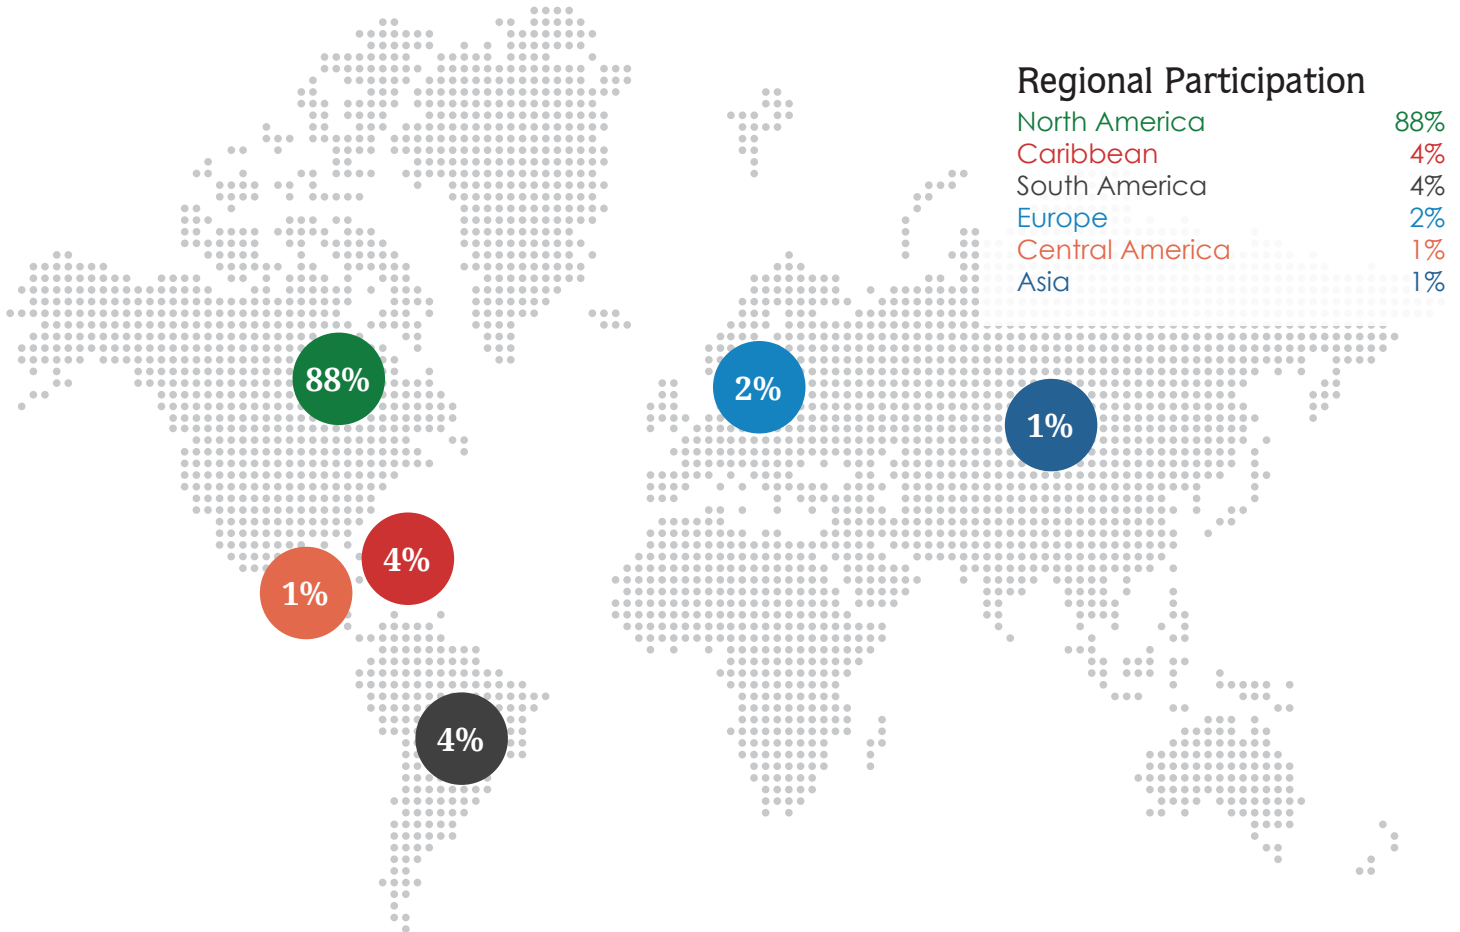 Regional Participation
North America 88%
Caribbean 4%
South America 4%
Europe 2%
Central America 1%
Asia 1%
88%
2%
1%
4%
1%
4%